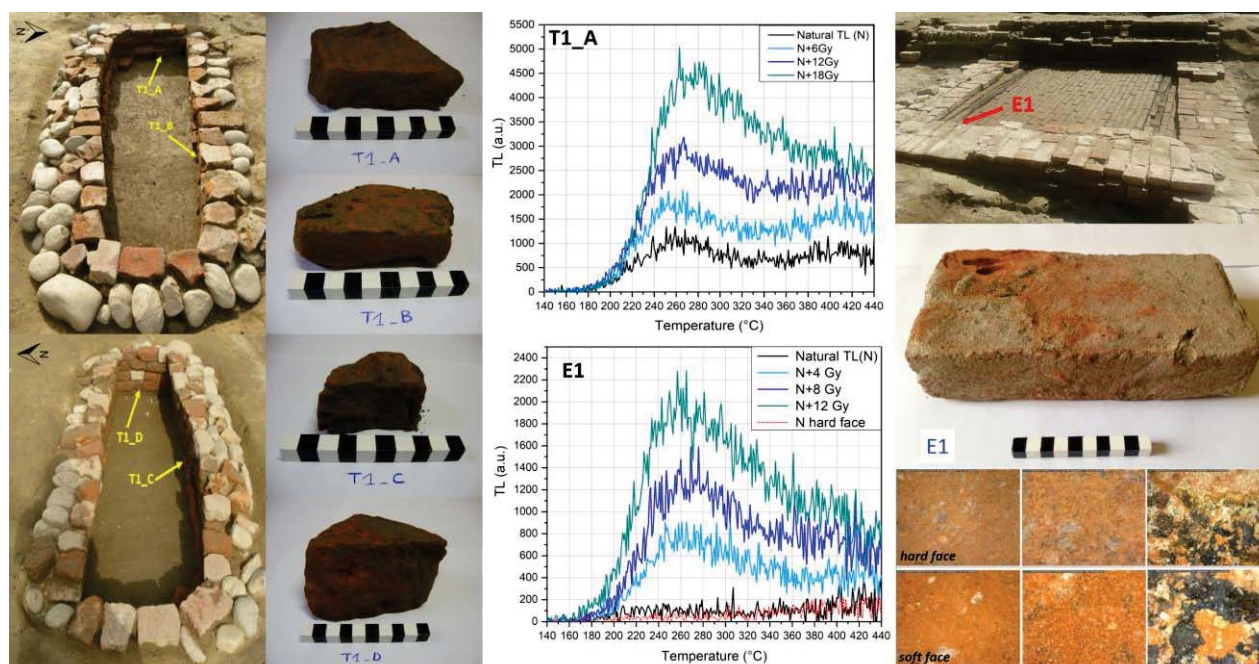 N
T1_A
T1_B
N
T1_D
T1_C
T1_A
T1_B
T1_C
T1_D
T1_A
Natural TL (N)
N+6Gy
N+12Gy
N+18Gy
TL (a.u.)
5500
5000
4500
4000
3500
3000
2500
2000
1500
1000
500
0
140 160 180 200 220 240 260 280 300 320 340 360 380 400 420 440
Temperature (°C)
E1
Natural TL(N)
N+4 Gy
N+8 Gy
N+12 Gy
N hard face
TL (a.u.)
2400
2200
2000
1800
1600
1400
1200
1000
800
600
400
200
0
140 160 180 200 220 240 260 280 300 320 340 360 380 400 420 440
Temperature (°C)
E1
E1
hard face
soft face